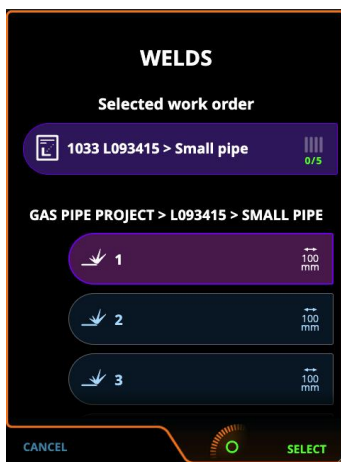 WELDS
Selected work order
1033 L093415 > Small pipe
0/5
GAS PIPE PROJECT > L093415 > SMALL PIPE
1
100
mm
2
100
mm
3
100
mm
CANCEL
SELECT